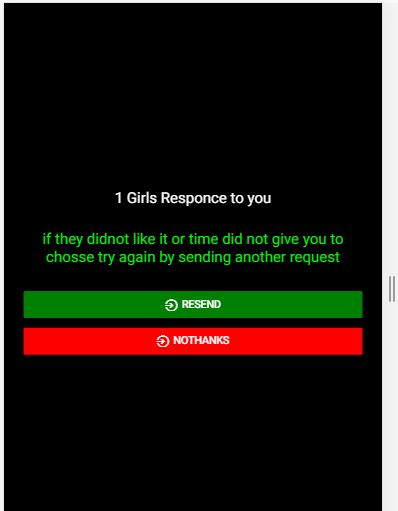 1 Girls Responce to you
if they didnot like it or time did not give you to
chosse try again by sending another request
RESEND
NOTHANKS